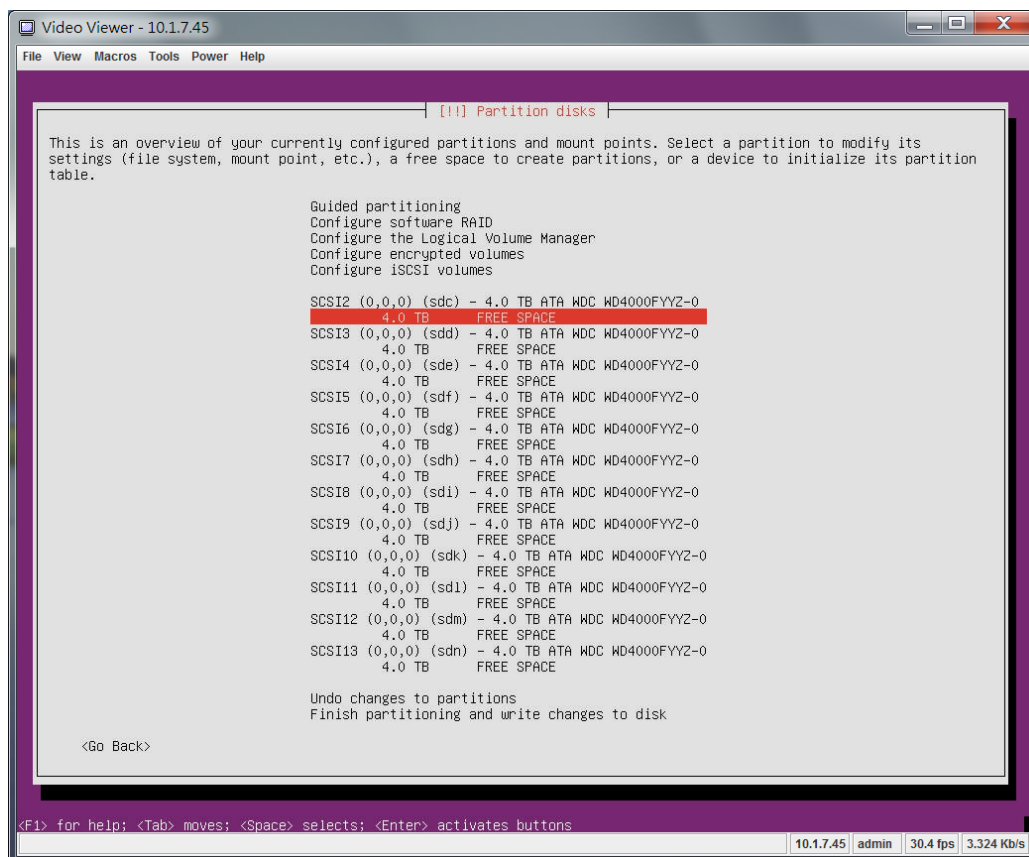 Video Viewer - 10.1.7.45
File View Macros Tools Power Help
[!!] Partition disks
This is an overview of your currently configured partitions and mount points. Select a partition to modify its
settings (file system, mount point, etc.), a free space to create partitions, or a device to initialize its partition
table.
Guided partitioning
Configure software RAID
Configure the Logical Volume Manager
Configure encrypted volumes
Configure iSCSI volumes
SCSI2 (0,0,0) (sdc) - 4.0 TB ATA WDC WD4000FYYZ-0
4.0 TB FREE SPACE
SCSI3 (0,0,0) (sdd) - 4.0 TB ATA WDC WD4000FYYZ-0
4.0 TB FREE SPACE
SCSI4 (0,0,0) (sde) - 4.0 TB ATA WDC WD4000FYYZ-0
4.0 TB FREE SPACE
SCSI5 (0,0,0) (sdf) - 4.0 TB ATA WDC WD4000FYYZ-0
4.0 TB FREE SPACE
SCSI6 (0,0,0) (sdg) - 4.0 TB ATA WDC WD4000FYYZ-0
4.0 TB FREE SPACE
SCSI7 (0,0,0) (sdh) - 4.0 TB ATA WDC WD4000FYYZ-0
4.0 TB FREE SPACE
SCSI8 (0,0,0) (sdi) - 4.0 TB ATA WDC WD4000FYYZ-0
4.0 TB FREE SPACE
SCSI9 (0,0,0) (sdj) - 4.0 TB ATA WDC WD4000FYYZ-0
4.0 TB FREE SPACE
SCSI10 (0,0,0) (sdk) - 4.0 TB ATA WDC WD4000FYYZ-0
4.0 TB FREE SPACE
SCSI11 (0,0,0) (sdl) - 4.0 TB ATA WDC WD4000FYYZ-0
4.0 TB FREE SPACE
SCSI12 (0,0,0) (sdm) - 4.0 TB ATA WDC WD4000FYYZ-0
4.0 TB FREE SPACE
SCSI13 (0,0,0) (sdn) - 4.0 TB ATA WDC WD4000FYYZ-0
4.0 TB FREE SPACE
Undo changes to partitions
Finish partitioning and write changes to disk
<Go Back>
<F1> for help; <Tab> moves; <Space> selects; <Enter> activates buttons
10.1.7.45 admin 30.4 fps 3.324 Kb/s